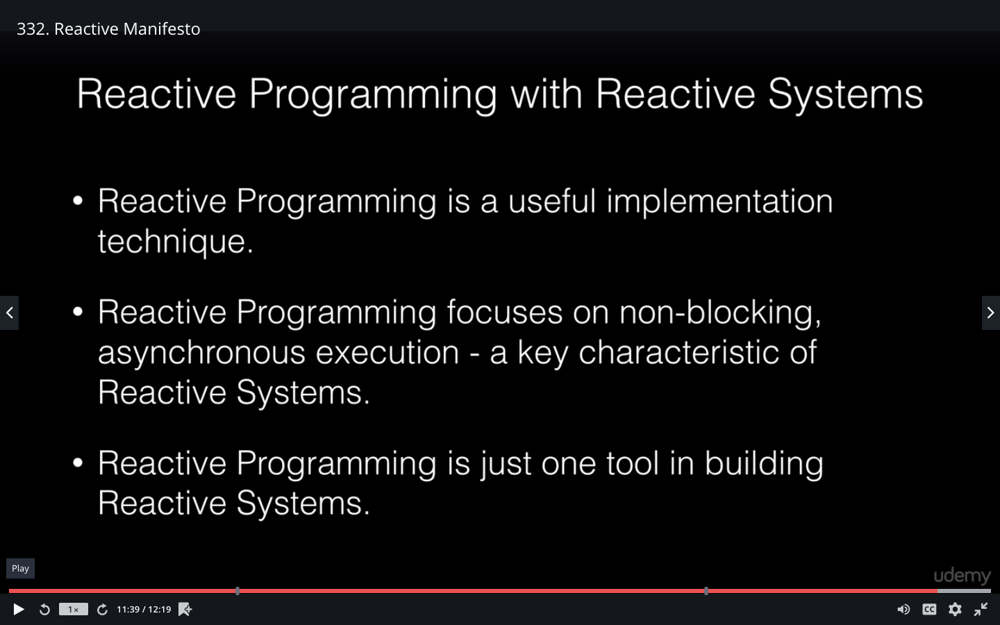 332. Reactive Manifesto
Reactive Programming with Reactive Systems
• Reactive Programming is a useful implementation
technique.
• Reactive Programming focuses on non-blocking,
asynchronous execution - a key characteristic of
Reactive Systems.
• Reactive Programming is just one tool in building
Reactive Systems.
Play
udemy
1× 11:39 / 12:19 CC